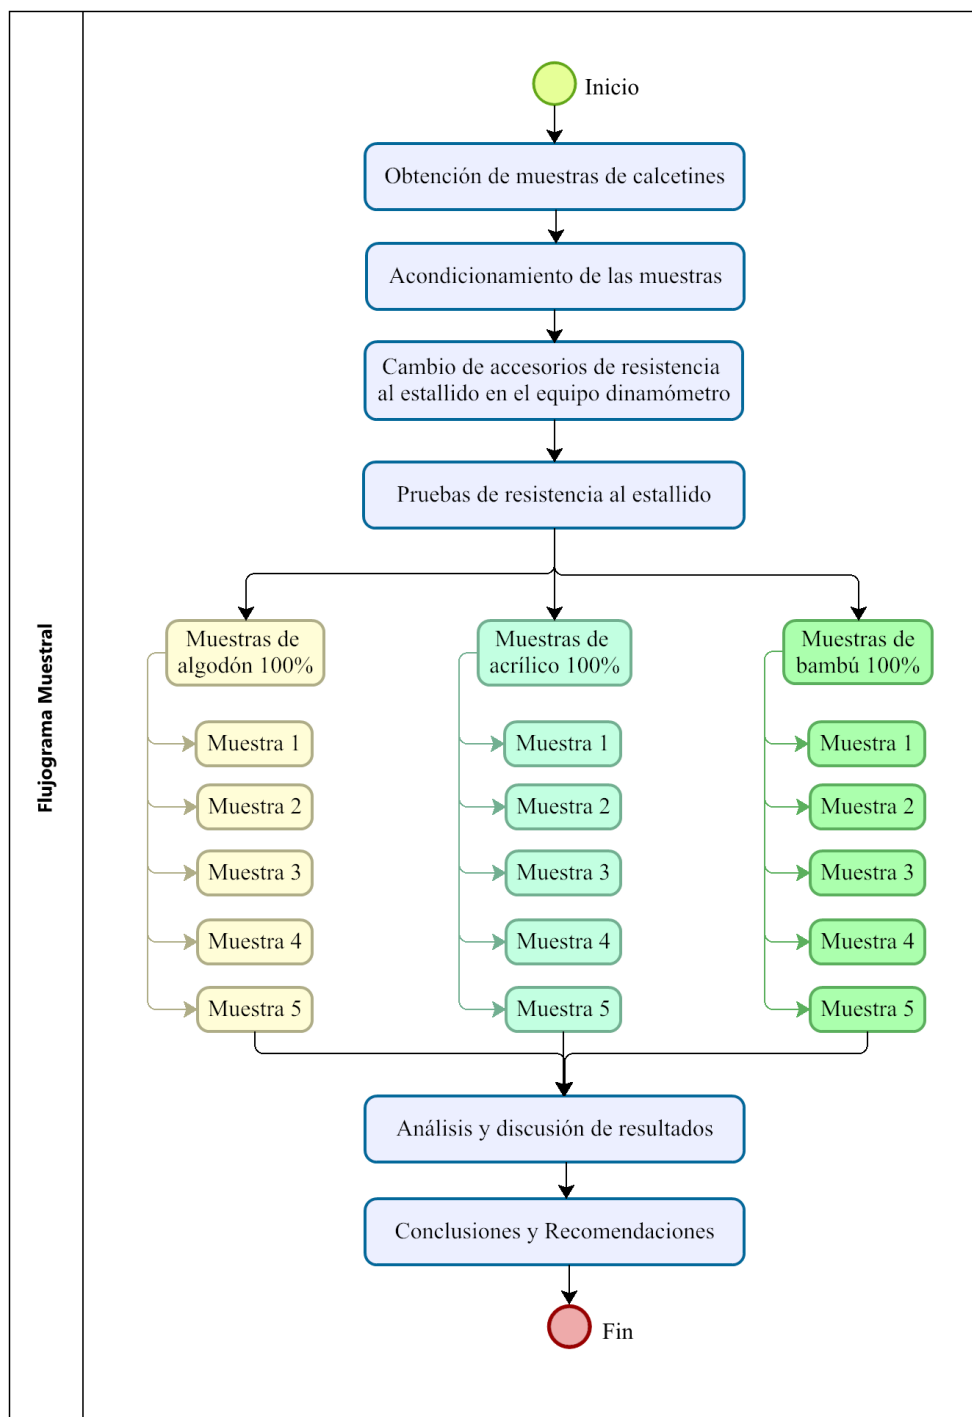 Flujograma Muestral
Inicio
Obtención de muestras de calcetines
Acondicionamiento de las muestras
Cambio de accesorios de resistencia
al estallido en el equipo dinamómetro
Pruebas de resistencia al estallido
Muestras de
algodón 100%
Muestra 1
Muestra 2
Muestra 3
Muestra 4
Muestra 5
Muestras de
acrílico 100%
Muestra 1
Muestra 2
Muestra 3
Muestra 4
Muestra 5
Muestras de
bambú 100%
Muestra 1
Muestra 2
Muestra 3
Muestra 4
Muestra 5
Análisis y discusión de resultados
Conclusiones y Recomendaciones
Fin